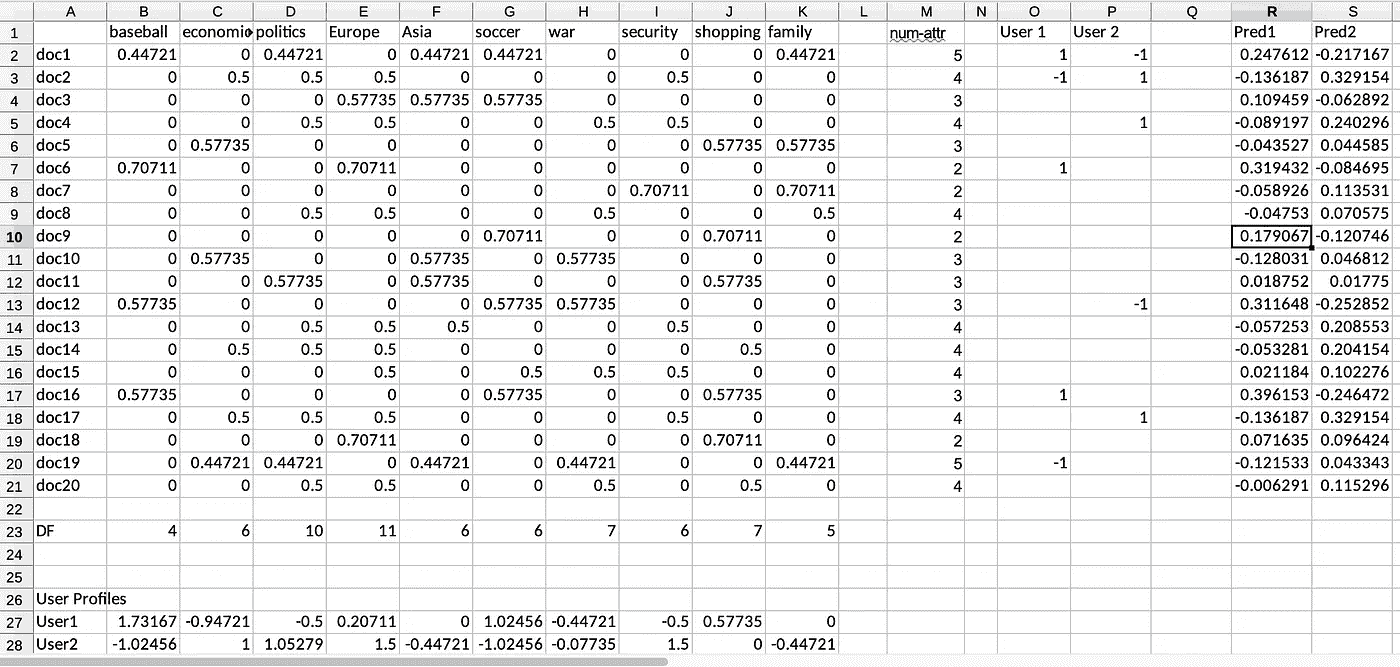 A B C D E F G H I J K L M N O P Q R S
1 baseball economic politics Europe Asia soccer war security shopping family num-attr User 1 User 2 Pred1 Pred2
2 doc1 0.44721 0 0.44721 0 0.44721 0.44721 0 0 0 0.44721 5 1 -1 0.247612 -0.217167
3 doc2 0 0.5 0.5 0.5 0 0 0 0.5 0 0 4 -1 1 -0.136187 0.329154
4 doc3 0 0 0 0.57735 0.57735 0.57735 0 0 0 0 3 0.109459 -0.062892
5 doc4 0 0 0.5 0.5 0 0 0.5 0.5 0 0 4 1 -0.089197 0.240296
6 doc5 0 0.57735 0 0 0 0 0 0 0.57735 0.57735 3 -0.043527 0.044585
7 doc6 0.70711 0 0 0.70711 0 0 0 0 0 0 2 1 0.319432 -0.084695
8 doc7 0 0 0 0 0 0 0 0.70711 0 0.70711 2 -0.058926 0.113531
9 doc8 0 0 0.5 0.5 0 0 0.5 0 0 0.5 4 -0.04753 0.070575
10 doc9 0 0 0 0 0 0.70711 0 0 0.70711 0 2 0.179067 -0.120746
11 doc10 0 0.57735 0 0 0.57735 0 0.57735 0 0 0 3 -0.128031 0.046812
12 doc11 0 0 0.57735 0 0.57735 0 0 0 0.57735 0 3 0.018752 0.01775
13 doc12 0.57735 0 0 0 0 0.57735 0.57735 0 0 0 3 -1 0.311648 -0.252852
14 doc13 0 0 0.5 0.5 0.5 0 0 0.5 0 0 4 -0.057253 0.208553
15 doc14 0 0.5 0.5 0.5 0 0 0 0 0.5 0 4 -0.053281 0.204154
16 doc15 0 0 0 0.5 0 0.5 0.5 0.5 0 0 4 0.021184 0.102276
17 doc16 0.57735 0 0 0 0 0.57735 0 0 0.57735 0 3 1 0.396153 -0.246472
18 doc17 0 0.5 0.5 0.5 0 0 0 0.5 0 0 4 1 -0.136187 0.329154
19 doc18 0 0 0 0.70711 0 0 0 0 0.70711 0 2 0.071635 0.096424
20 doc19 0 0.44721 0.44721 0 0.44721 0 0.44721 0 0 0.44721 5 -1 -0.121533 0.043343
21 doc20 0 0 0.5 0.5 0 0 0.5 0 0.5 0 4 -0.006291 0.115296
22
23 DF 4 6 10 11 6 6 7 6 7 5
24
25
26 User Profiles
27 User1 1.73167 -0.94721 -0.5 0.20711 0 1.02456 -0.44721 -0.5 0.57735 0
28 User2 -1.02456 1 1.05279 1.5 -0.44721 -1.02456 -0.07735 1.5 0 -0.44721